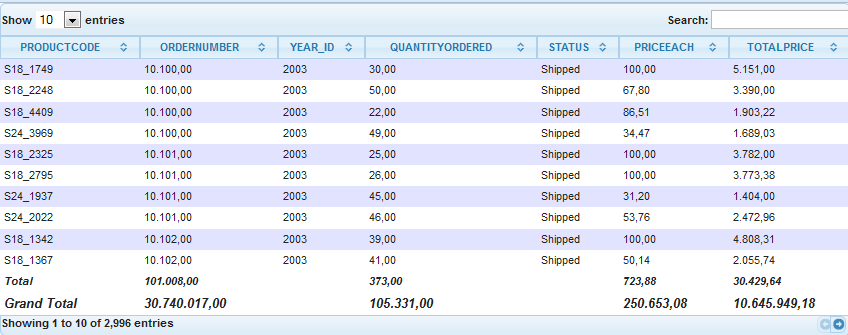 Show 10 entries Search:
PRODUCTCODE ORDERNUMBER YEAR_ID QUANTITYORDERED STATUS PRICEEACH TOTALPRICE
S18_1749 10.100,00 2003 30,00 Shipped 100,00 5.151,00
S18_2248 10.100,00 2003 50,00 Shipped 67,80 3.390,00
S18_4409 10.100,00 2003 22,00 Shipped 86,51 1.903,22
S24_3969 10.100,00 2003 49,00 Shipped 34,47 1.689,03
S18_2325 10.101,00 2003 25,00 Shipped 100,00 3.782,00
S18_2795 10.101,00 2003 26,00 Shipped 100,00 3.773,38
S24_1937 10.101,00 2003 45,00 Shipped 31,20 1.404,00
S24_2022 10.101,00 2003 46,00 Shipped 53,76 2.472,96
S18_1342 10.102,00 2003 39,00 Shipped 100,00 4.808,31
S18_1367 10.102,00 2003 41,00 Shipped 50,14 2.055,74
Total 101.008,00 373,00 723,88 30.429,64
Grand Total 30.740.017,00 105.331,00 250.653,08 10.645.949,18
Showing 1 to 10 of 2,996 entries